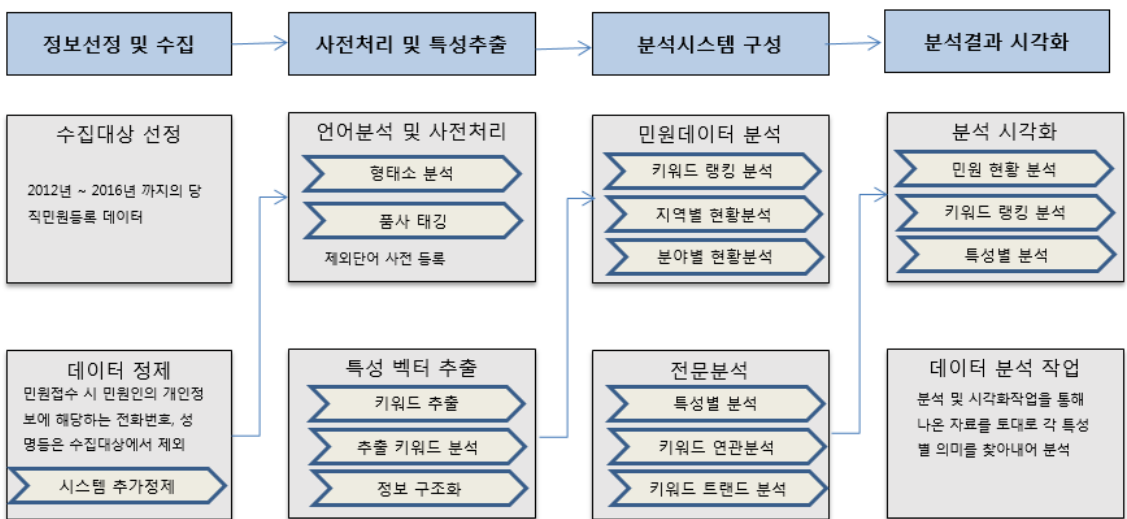 정보선정 및 수집
사전처리 및 특성추출
분석시스템 구성
분석결과 시각화
수집대상 선정
2012년 ~ 2016년 까지의 당
직민원등록 데이터
언어분석 및 사전처리
형태소 분석
품사 태깅
제외단어 사전 등록
민원데이터 분석
키워드 랭킹 분석
지역별 현황분석
분야별 현황분석
분석 시각화
민원 현황 분석
키워드 랭킹 분석
특성별 분석
데이터 정제
민원접수 시 민원인의 개인정
보에 해당하는 전화번호, 성
명등은 수집대상에서 제외
시스템 추가정제
특성 벡터 추출
키워드 추출
추출 키워드 분석
정보 구조화
전문분석
특성별 분석
키워드 연관분석
키워드 트랜드 분석
데이터 분석 작업
분석 및 시각화작업을 통해
나온 자료를 토대로 각 특성
별 의미를 찾아내어 분석